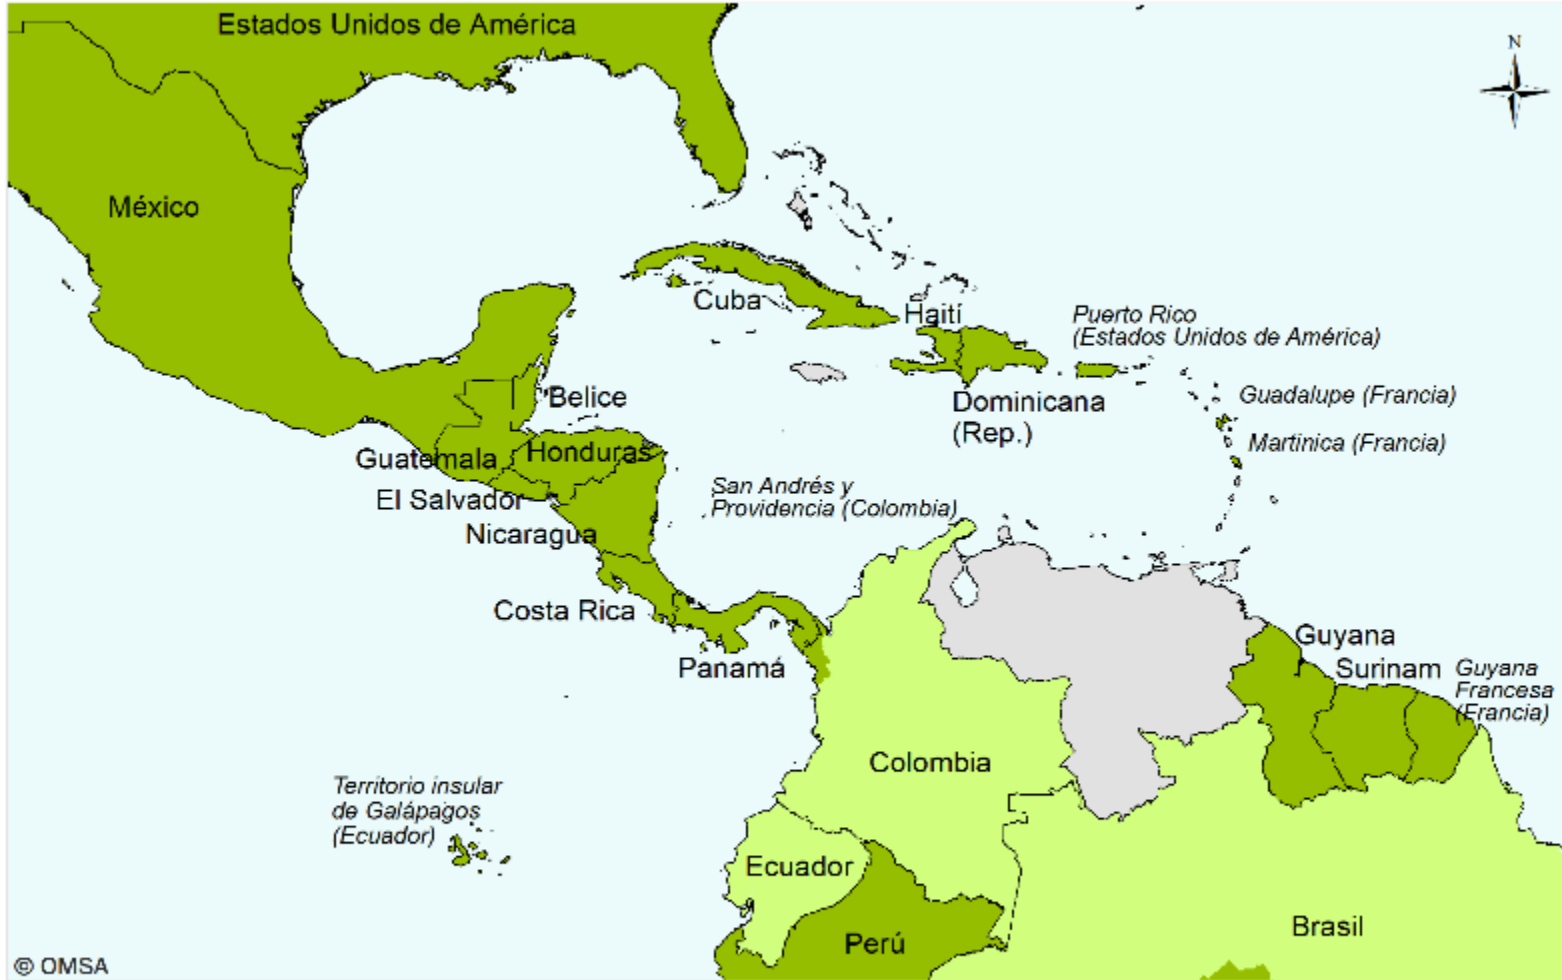 Estados Unidos de América
N
México
Cuba
Haití
Puerto Rico
(Estados Unidos de América)
Belice
Dominicana
(Rep.)
Guadalupe (Francia)
Martinica (Francia)
Guatemala
Honduras
El Salvador
San Andrés y
Providencia (Colombia)
Nicaragua
Costa Rica
Panamá
Guyana
Surinam
Guyana
Francesa
(Francia)
Colombia
Territorio insular
de Galápagos
(Ecuador)
Ecuador
Perú
Brasil
© OMSA